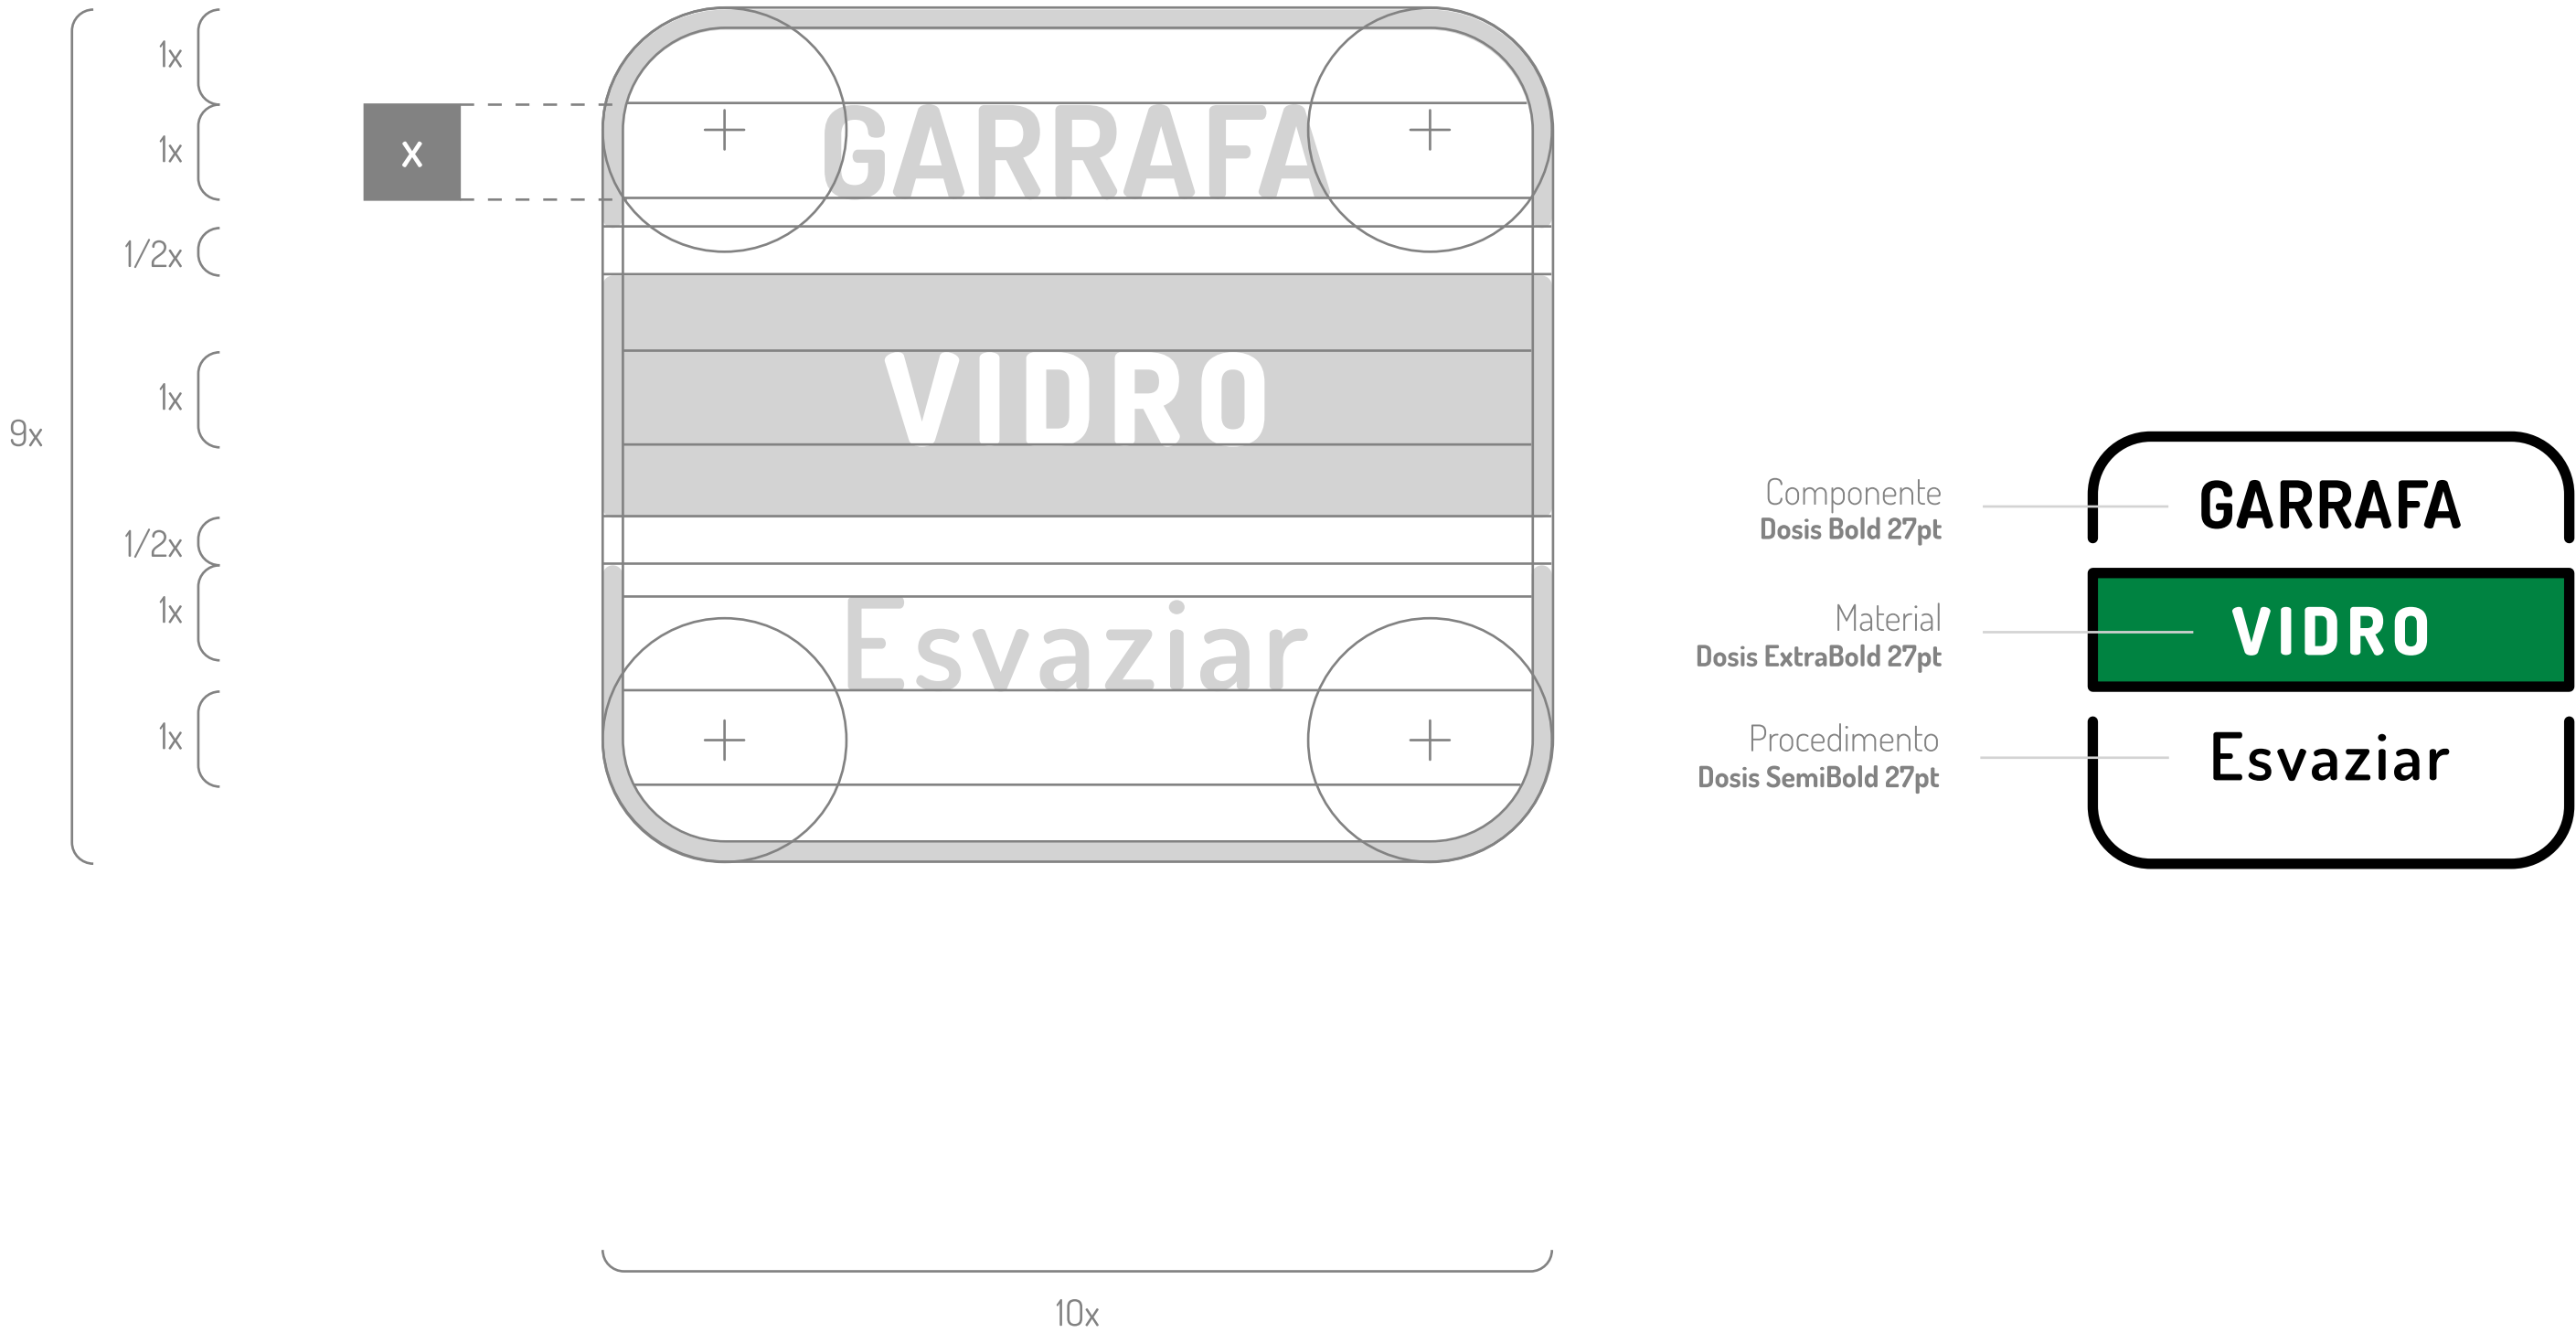 1x
1x
1/2x
1x
9x
1/2x
1x
1x
x
GARRAFA
VIDRO
Esvaziar
10x
Componente
Dosis Bold 27pt
Material
Dosis ExtraBold 27pt
Procedimento
Dosis SemiBold 27pt
GARRAFA
VIDRO
Esvaziar